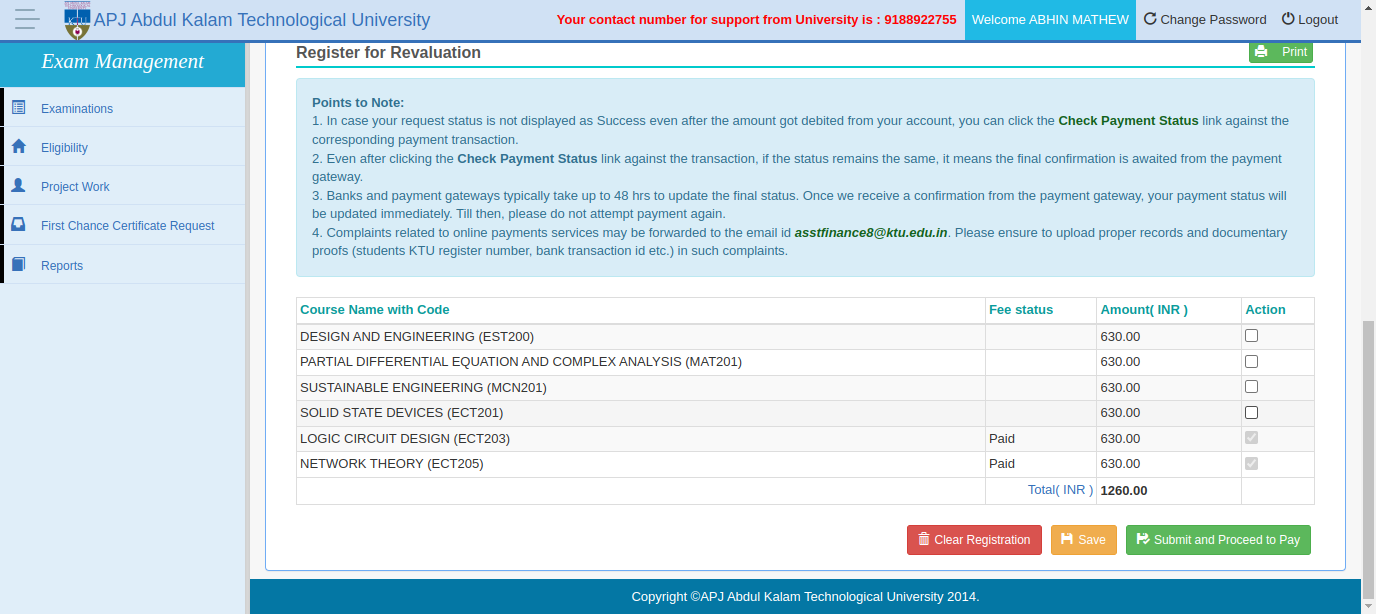 APJ Abdul Kalam Technological University
Your contact number for support from University is : 9188922755
Welcome ABHIN MATHEW
Change Password
Logout
Exam Management
Examinations
Eligibility
Project Work
First Chance Certificate Request
Reports
Register for Revaluation
Print
Points to Note:
1. In case your request status is not displayed as Success even after the amount got debited from your account, you can click the Check Payment Status link against the
corresponding payment transaction.
2. Even after clicking the Check Payment Status link against the transaction, if the status remains the same, it means the final confirmation is awaited from the payment
gateway.
3. Banks and payment gateways typically take up to 48 hrs to update the final status. Once we receive a confirmation from the payment gateway, your payment status will
be updated immediately. Till then, please do not attempt payment again.
4. Complaints related to online payments services may be forwarded to the email id asstfinance8@ktu.edu.in. Please ensure to upload proper records and documentary
proofs (students KTU register number, bank transaction id etc.) in such complaints.
Course Name with Code Fee status Amount( INR ) Action
DESIGN AND ENGINEERING (EST200) 630.00
PARTIAL DIFFERENTIAL EQUATION AND COMPLEX ANALYSIS (MAT201) 630.00
SUSTAINABLE ENGINEERING (MCN201) 630.00
SOLID STATE DEVICES (ECT201) 630.00
LOGIC CIRCUIT DESIGN (ECT203) Paid 630.00
NETWORK THEORY (ECT205) Paid 630.00
Total( INR ) 1260.00
Clear Registration
Save
Submit and Proceed to Pay
Copyright ©APJ Abdul Kalam Technological University 2014.